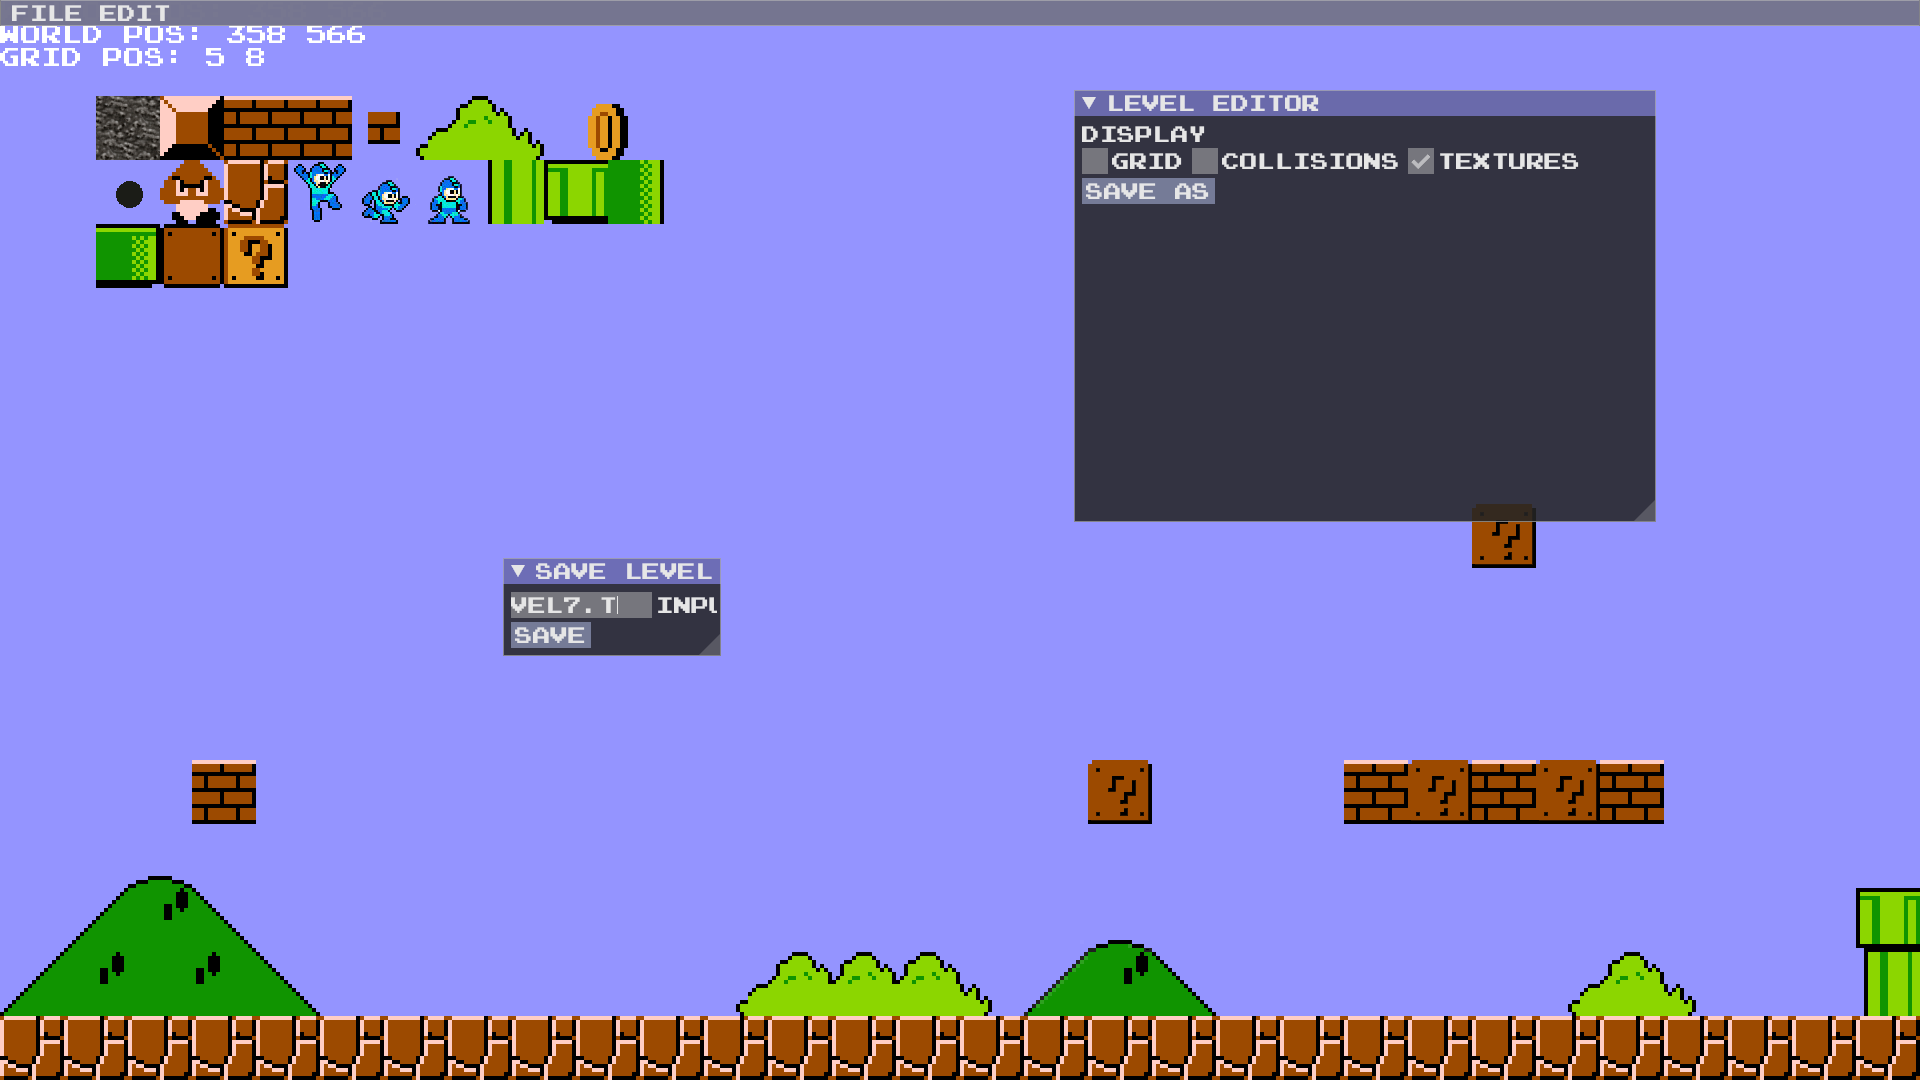 FILE EDIT
WORLD POS: 358 566
GRID POS: 5 8
LEVEL EDITOR
DISPLAY
GRID COLLISIONS TEXTURES
SAVE AS
?
SAVE LEVEL
VEL7.T INPU
SAVE
?
? ?
?